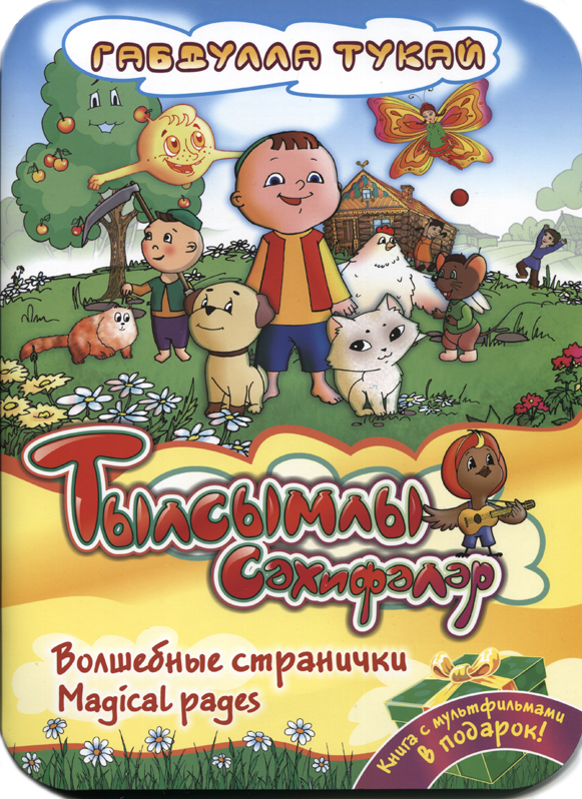 ГАБДУЛЛА ТУКАЙ
Тылсымлы
Сәхифәләр
Волшебные странички
Magical pages
Книга с мультфильмами
в подарок!